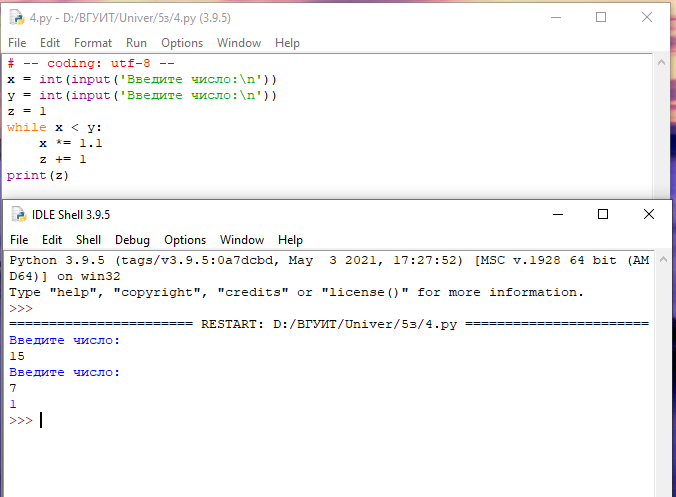 4.py - D:/ВГУИТ/Univer/5з/4.py (3.9.5)
File Edit Format Run Options Window Help
# -- coding: utf-8 --
x = int(input('Введите число:\n'))
y = int(input('Введите число:\n'))
z = 1
while x < y:
    x *= 1.1
    z += 1
print(z)
IDLE Shell 3.9.5
File Edit Shell Debug Options Window Help
Python 3.9.5 (tags/v3.9.5:0a7dcbd, May  3 2021, 17:27:52) [MSC v.1928 64 bit (AM
D64)] on win32
Type "help", "copyright", "credits" or "license()" for more information.
>>>
======================= RESTART: D:/ВГУИТ/Univer/5з/4.py =======================
Введите число:
15
Введите число:
7
1
>>>